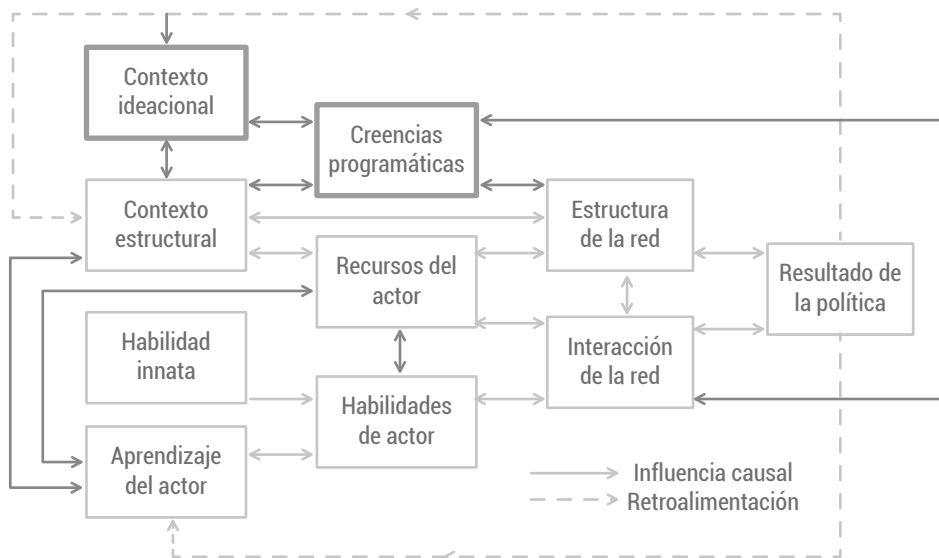 Contexto
ideacional
Creencias
programáticas
Contexto
estructural
Estructura
de la red
Recursos del
actor
Resultado de
la política
Habilidad
innata
Interacción
de la red
Habilidades
de actor
Aprendizaje
del actor
Influencia causal
Retroalimentación